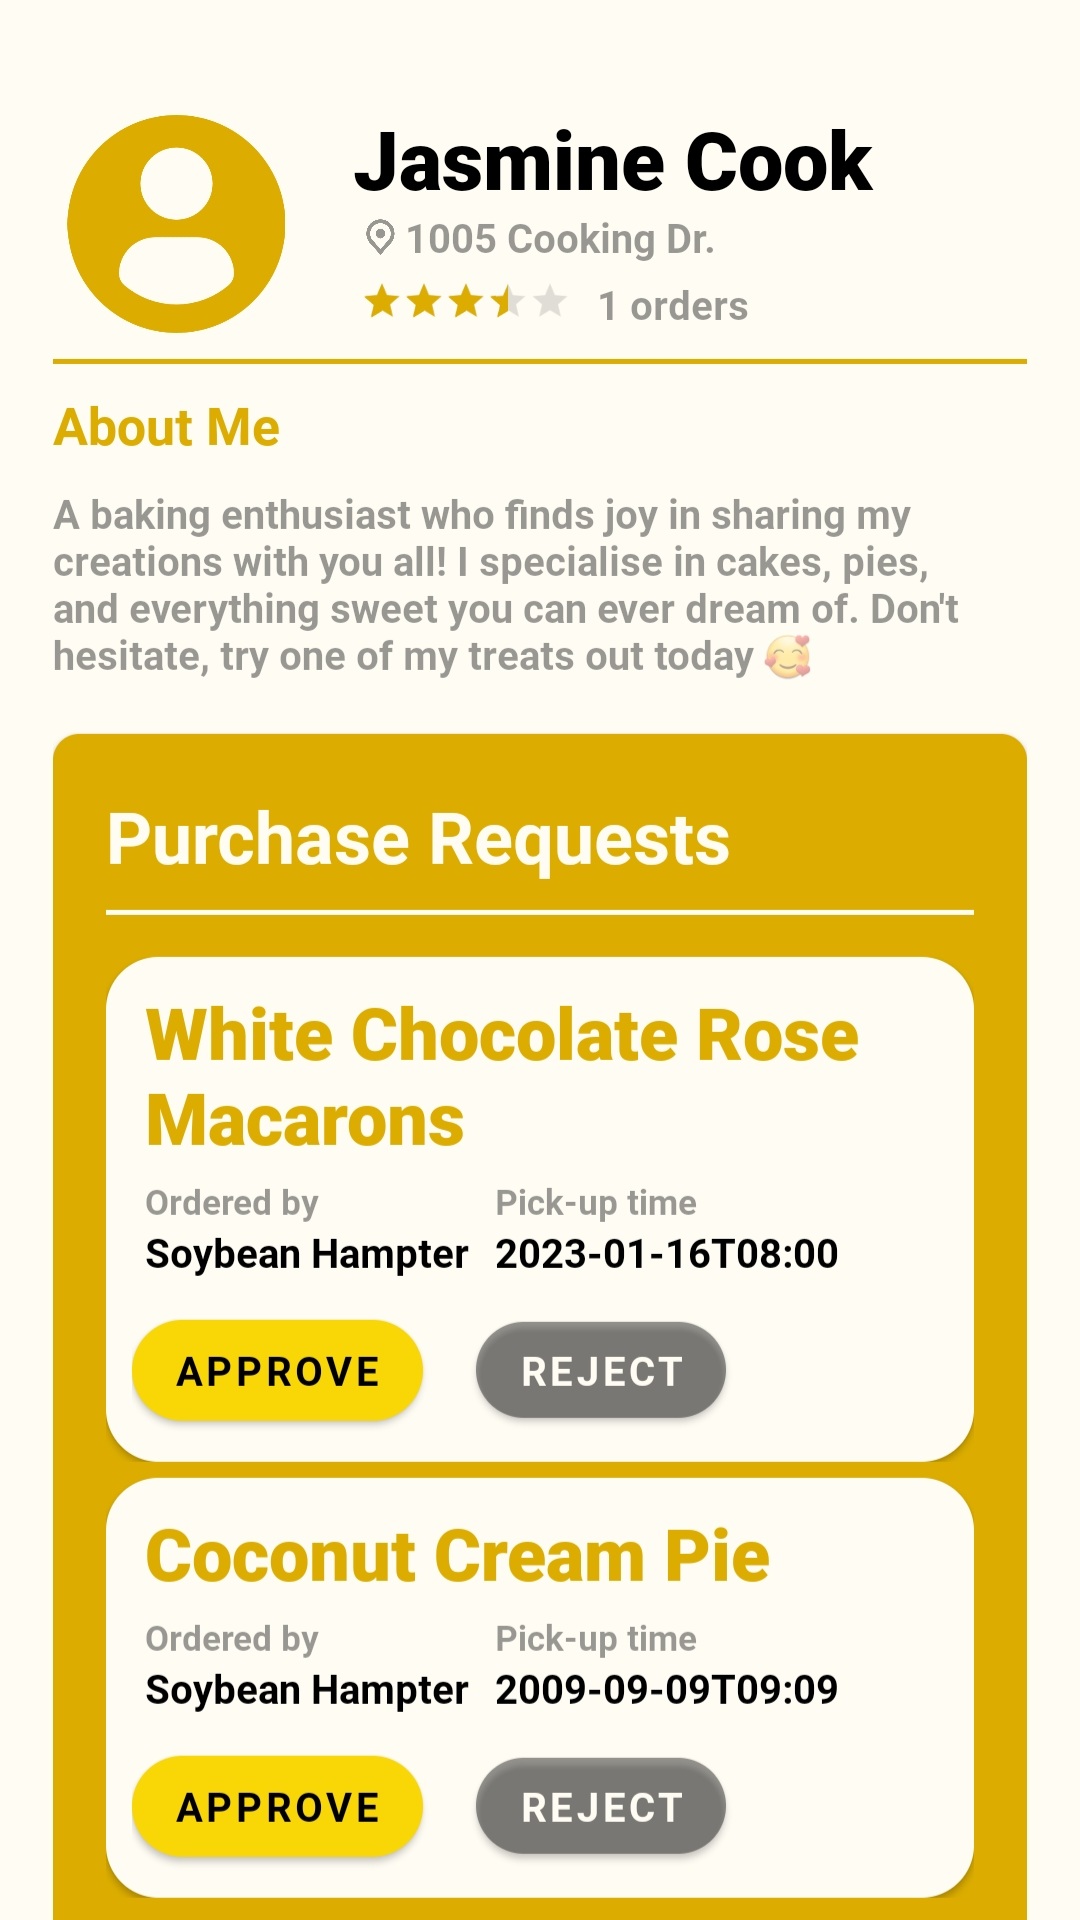 Jasmine Cook
1005 Cooking Dr.
1 orders
About Me
A baking enthusiast who finds joy in sharing my
creations with you all! I specialise in cakes, pies,
and everything sweet you can ever dream of. Don't
hesitate, try one of my treats out today 🥰
Purchase Requests
White Chocolate Rose
Macarons
Ordered by Pick-up time
Soybean Hampter 2023-01-16T08:00
APPROVE REJECT
Coconut Cream Pie
Ordered by Pick-up time
Soybean Hampter 2009-09-09T09:09
APPROVE REJECT